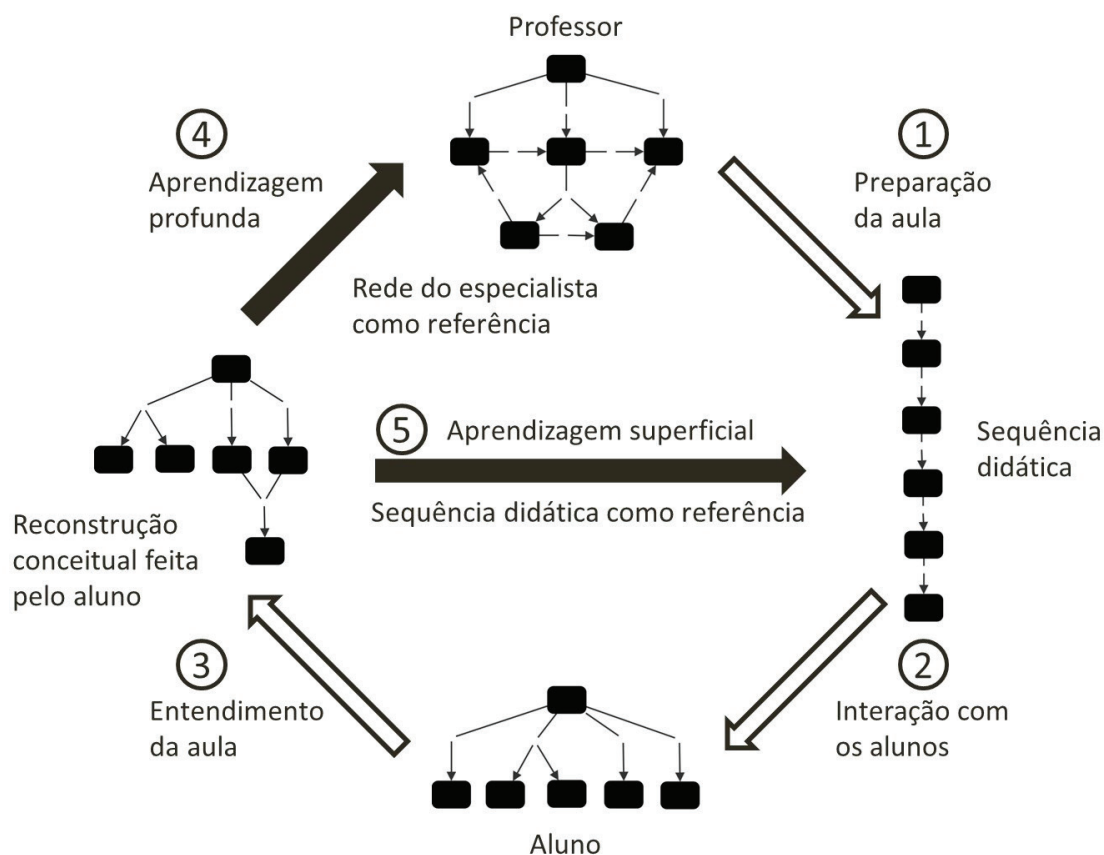 Professor
4
Aprendizagem
profunda
1
Preparação
da aula
Rede do especialista
como referência
5 Aprendizagem superficial
Sequência didática como referência
Sequência
didática
Reconstrução
conceitual feita
pelo aluno
3
Entendimento
da aula
2
Interação com
os alunos
Aluno